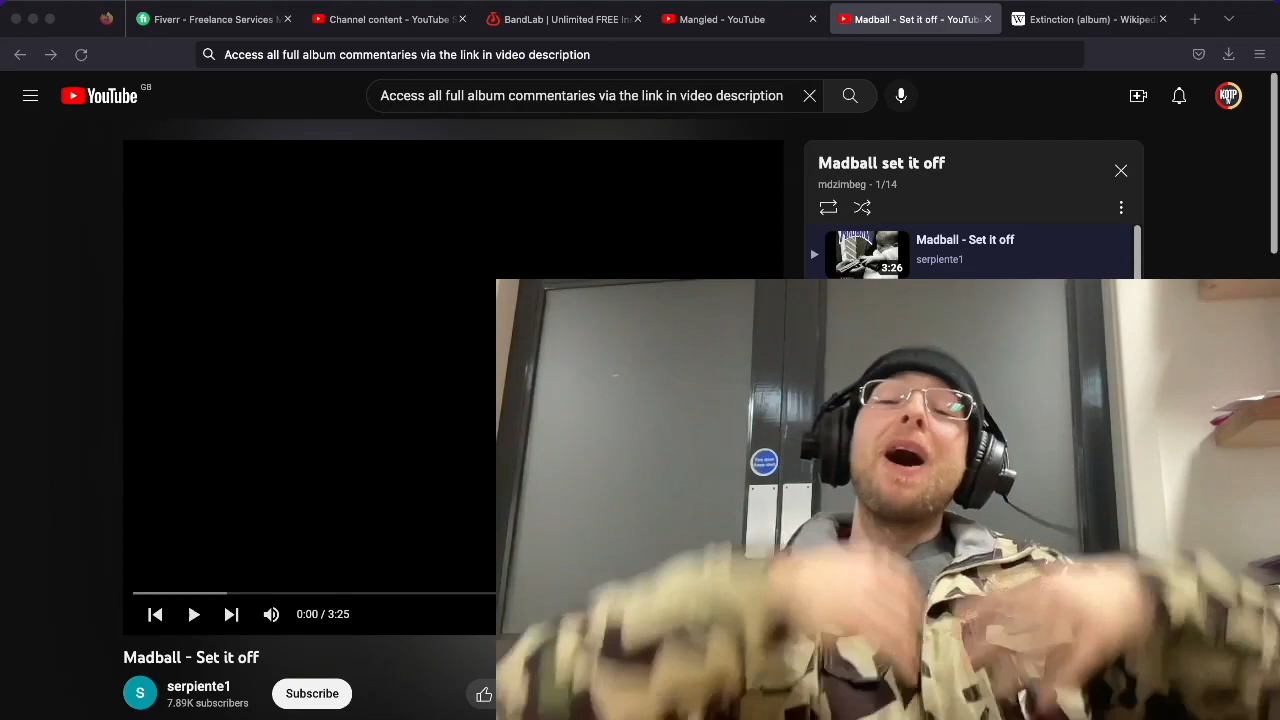 Fiverr - Freelance Services M
Channel content - YouTube S
BandLab | Unlimited FREE In
Mangled - YouTube
Madball - Set it off - YouTub
Extinction (album) - Wikiped
Access all full album commentaries via the link in video description
YouTube GB
Access all full album commentaries via the link in video description
KOTP
Madball set it off
mdzimbeg - 1/14
Madball - Set it off
serpiente1
3:26
0:00 / 3:25
Madball - Set it off
S
serpiente1
7.89K subscribers
Subscribe